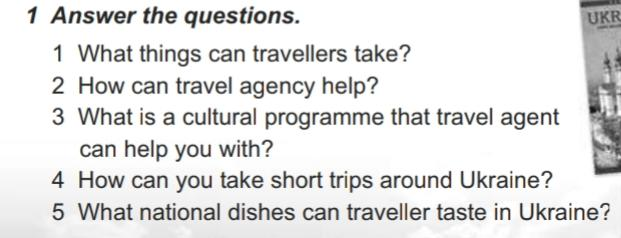 1 Answer the questions.
1 What things can travellers take?
2 How can travel agency help?
3 What is a cultural programme that travel agent
can help you with?
4 How can you take short trips around Ukraine?
5 What national dishes can traveller taste in Ukraine?
UKR